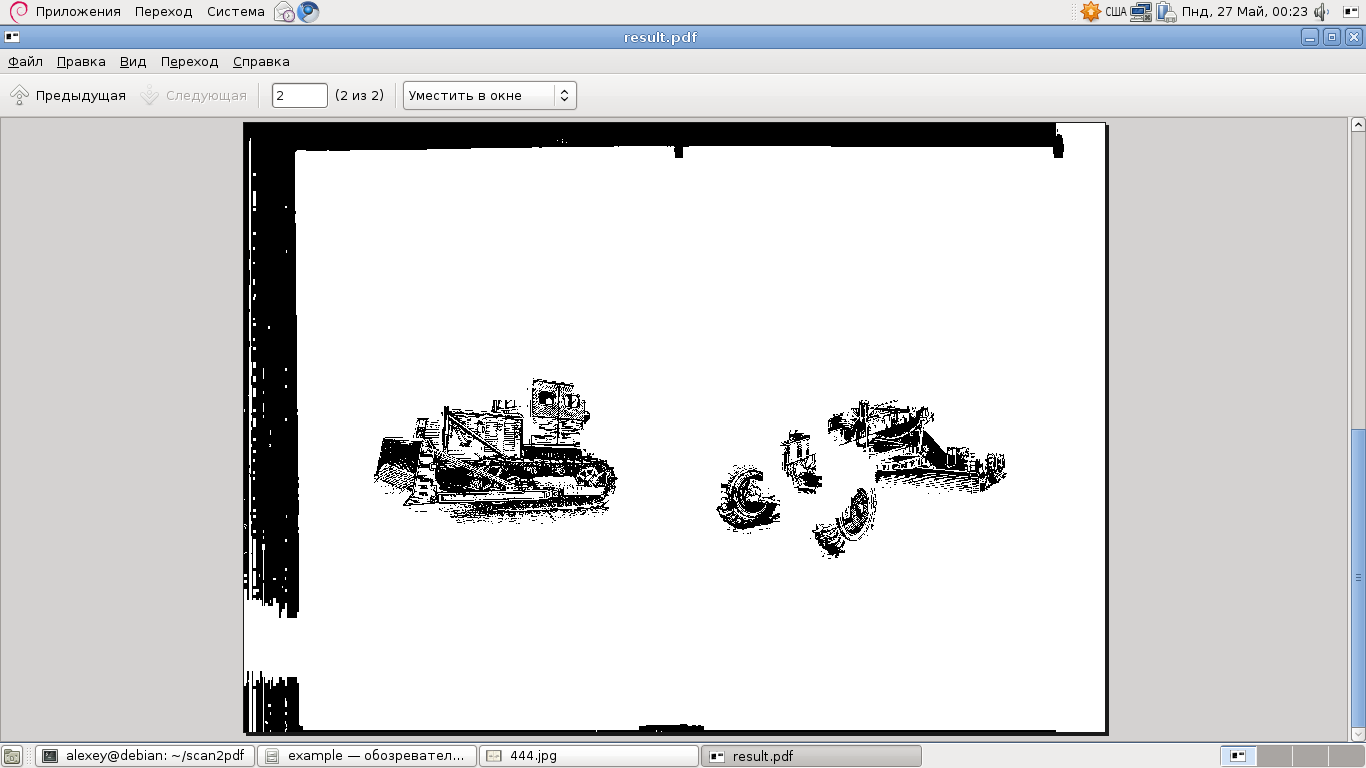 Приложения Переход Система США Пнд, 27 Май, 00:23
result.pdf
Файл Правка Вид Переход Справка
Предыдущая Следующая 2 (2 из 2) Уместить в окне
alexey@debian: ~/scan2pdf example — обозревател... 444.jpg result.pdf